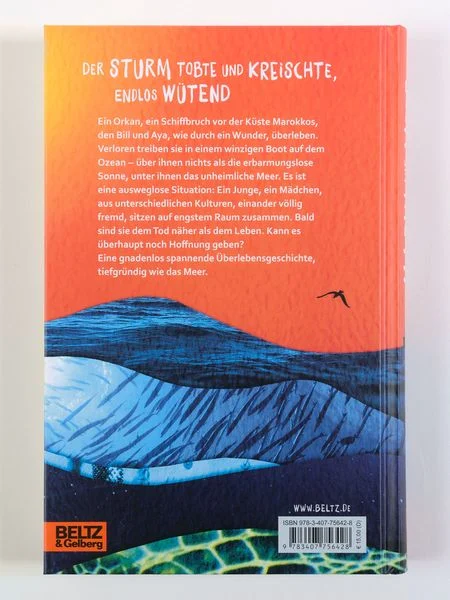 DER STURM TOBTE UND KREISCHTE,
ENDLOS WÜTEND
Ein Orkan, ein Schiffbruch vor der Küste Marokkos,
den Bill und Aya, wie durch ein Wunder, überleben.
Verloren treiben sie in einem winzigen Boot auf dem
Ozean – über ihnen nichts als die erbarmungslose
Sonne, unter ihnen das unheimliche Meer. Es ist
eine ausweglose Situation: Ein Junge, ein Mädchen,
aus unterschiedlichen Kulturen, einander völlig
fremd, sitzen auf engstem Raum zusammen. Bald
sind sie dem Tod näher als dem Leben. Kann es
überhaupt noch Hoffnung geben?
Eine gnadenlos spannende Überlebensgeschichte,
tiefgründig wie das Meer.
WWW.BELTZ.DE
ISBN 978-3-407-75642-8
9 783407 756428
€ 15,00 (D)
BELTZ
& Gelberg